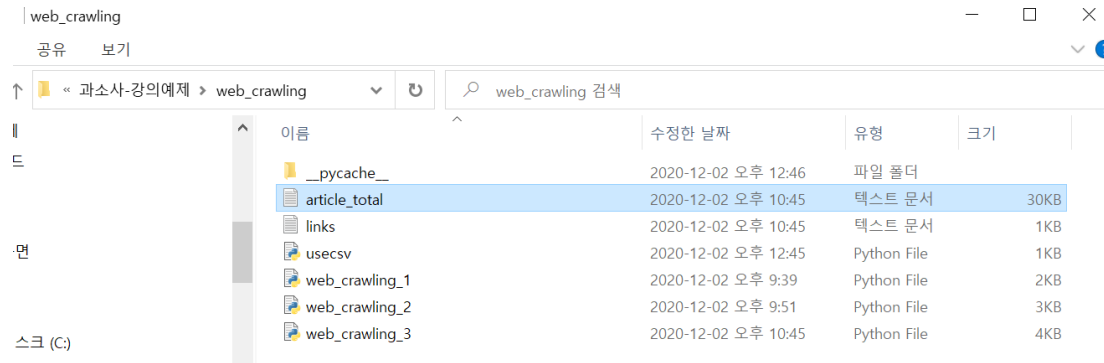 web_crawling
공유 보기
« 과소사-강의예제 > web_crawling web_crawling 검색
이름 수정한 날짜 유형 크기
__pycache__ 2020-12-02 오후 12:46 파일 폴더
article_total 2020-12-02 오후 10:45 텍스트 문서 30KB
links 2020-12-02 오후 10:45 텍스트 문서 1KB
usecsv 2020-12-02 오후 12:45 Python File 1KB
web_crawling_1 2020-12-02 오후 9:39 Python File 2KB
web_crawling_2 2020-12-02 오후 9:51 Python File 3KB
web_crawling_3 2020-12-02 오후 10:45 Python File 4KB
드
면
스크 (C:)